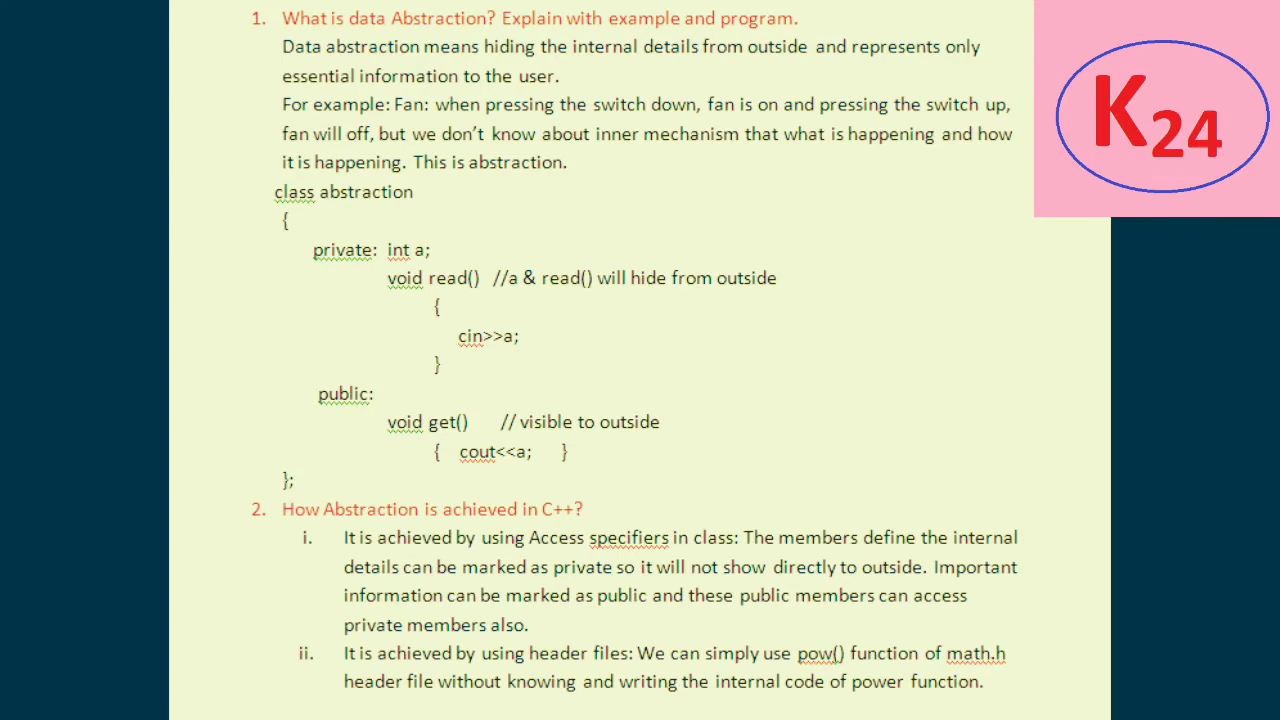 1. What is data Abstraction? Explain with example and program.
Data abstraction means hiding the internal details from outside and represents only
essential information to the user.
For example: Fan: when pressing the switch down, fan is on and pressing the switch up,
fan will off, but we don't know about inner mechanism that what is happening and how
it is happening. This is abstraction.
class abstraction
{
private: int a;
void read() //a & read() will hide from outside
{
cin>>a;
}
public:
void get() // visible to outside
{ cout<<a; }
};
2. How Abstraction is achieved in C++?
i. It is achieved by using Access specifiers in class: The members define the internal
details can be marked as private so it will not show directly to outside. Important
information can be marked as public and these public members can access
private members also.
ii. It is achieved by using header files: We can simply use pow() function of math.h
header file without knowing and writing the internal code of power function.
K24